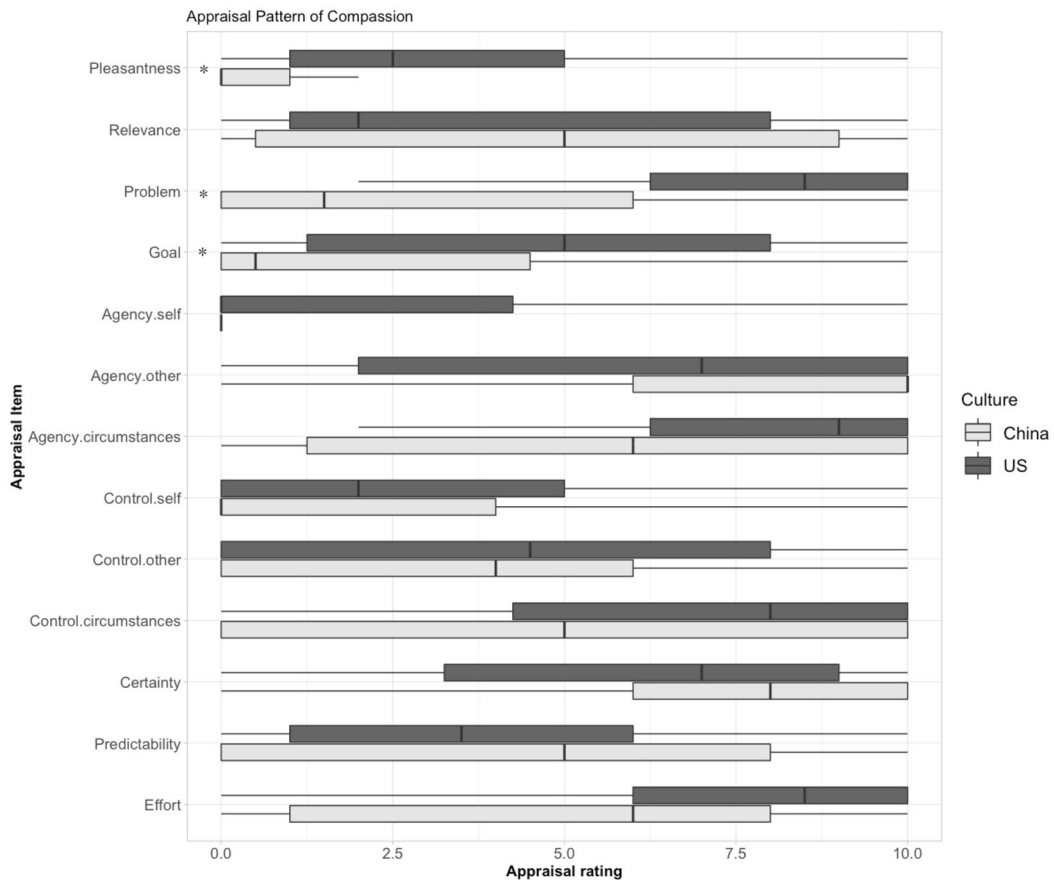 Appraisal Pattern of Compassion
Pleasantness *
Relevance
Problem *
Goal *
Agency.self
Agency.other
Agency.circumstances
Control.self
Control.other
Control.circumstances
Certainty
Predictability
Effort
Appraisal Item
0.0 2.5 5.0 7.5 10.0
Appraisal rating
Culture
China
US